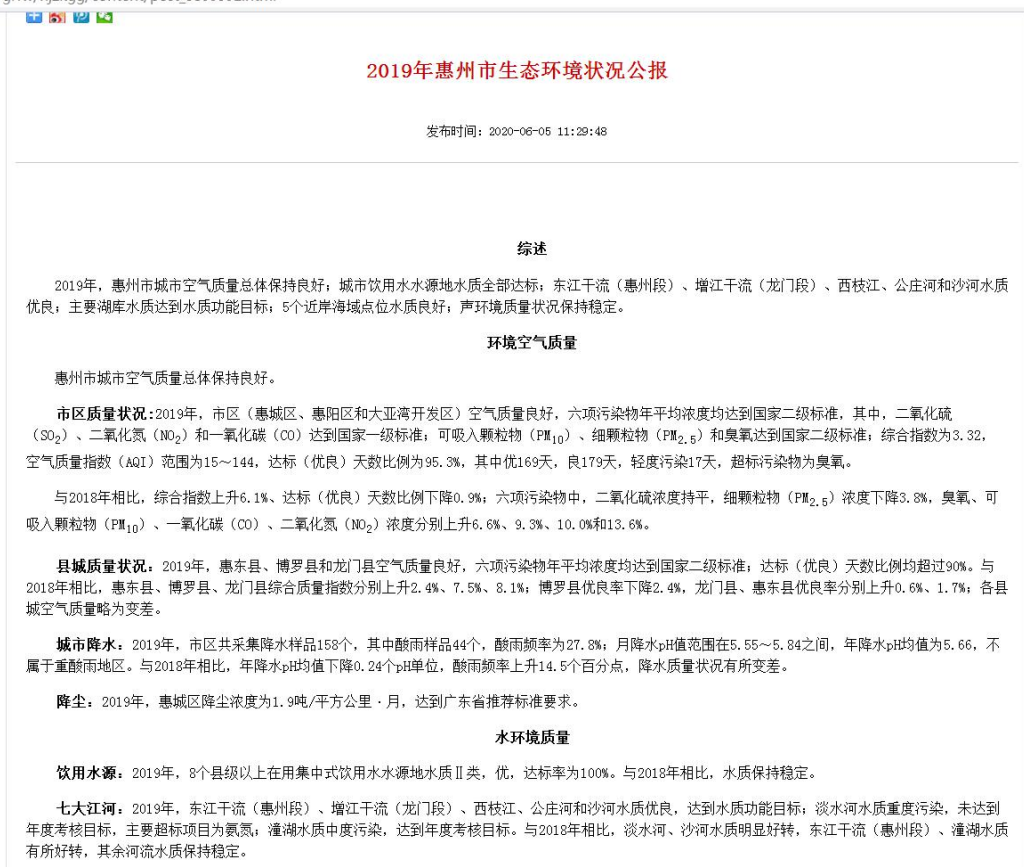 2019年惠州市生态环境状况公报
发布时间：2020-06-05 11:29:48
综述
2019年，惠州市城市空气质量总体保持良好；城市饮用水水源地水质全部达标；东江干流（惠州段）、增江干流（龙门段）、西枝江、公庄河和沙河水质
优良；主要湖库水质达到水质功能目标；5个近岸海域点位水质良好；声环境质量状况保持稳定。
环境空气质量
惠州市城市空气质量总体保持良好。
市区质量状况:2019年，市区（惠城区、惠阳区和大亚湾开发区）空气质量良好，六项污染物年平均浓度均达到国家二级标准，其中，二氧化硫
（SO2）、二氧化氮（NO2）和一氧化碳（CO）达到国家一级标准；可吸入颗粒物（PM10）、细颗粒物（PM2.5）和臭氧达到国家二级标准；综合指数为3.32，
空气质量指数（AQI）范围为15～144，达标（优良）天数比例为95.3%，其中优169天，良179天，轻度污染17天，超标污染物为臭氧。
与2018年相比，综合指数上升6.1%、达标（优良）天数比例下降0.9%；六项污染物中，二氧化硫浓度持平，细颗粒物（PM2.5）浓度下降3.8%，臭氧、可
吸入颗粒物（PM10）、一氧化碳（CO）、二氧化氮（NO2）浓度分别上升6.6%、9.3%、10.0%和13.6%。
县城质量状况：2019年，惠东县、博罗县和龙门县空气质量良好，六项污染物年平均浓度均达到国家二级标准；达标（优良）天数比例均超过90%。与
2018年相比，惠东县、博罗县、龙门县综合质量指数分别上升2.4%、7.5%、8.1%；博罗县优良率下降2.4%，龙门县、惠东县优良率分别上升0.6%、1.7%；各县
城空气质量略为变差。
城市降水：2019年，市区共采集降水样品158个，其中酸雨样品44个，酸雨频率为27.8%；月降水pH值范围在5.55～5.84之间，年降水pH均值为5.66，不
属于重酸雨地区。与2018年相比，年降水pH均值下降0.24个pH单位，酸雨频率上升14.5个百分点，降水质量状况有所变差。
降尘：2019年，惠城区降尘浓度为1.9吨/平方公里·月，达到广东省推荐标准要求。
水环境质量
饮用水源：2019年，8个县级以上在用集中式饮用水水源地水质Ⅱ类，优，达标率为100%。与2018年相比，水质保持稳定。
七大江河：2019年，东江干流（惠州段）、增江干流（龙门段）、西枝江、公庄河和沙河水质优良，达到水质功能目标；淡水河水质重度污染，未达到
年度考核目标，主要超标项目为氨氮；潼湖水质中度污染，达到年度考核目标。与2018年相比，淡水河、沙河水质明显好转，东江干流（惠州段）、潼湖水质
有所好转，其余河流水质保持稳定。